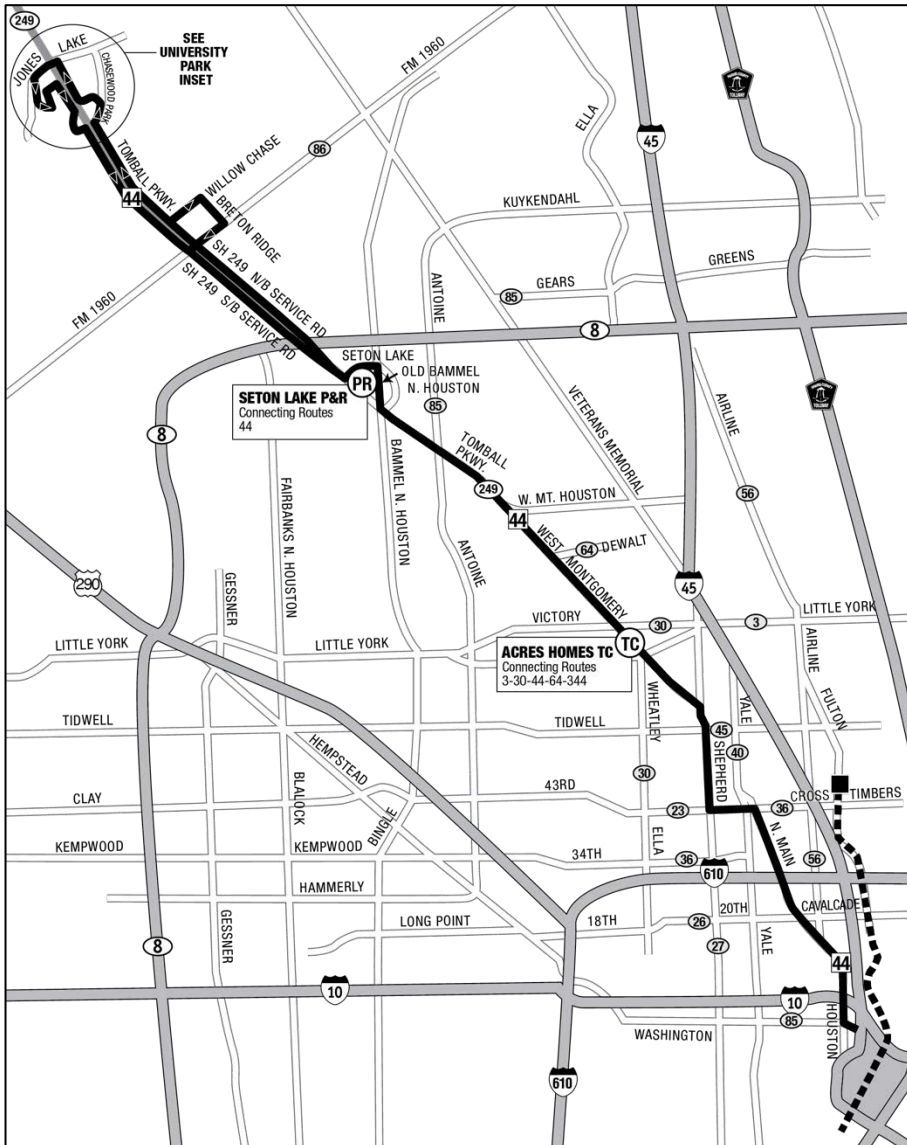 249
JONES
LAKE
CHASEWOOD PARK
SEE
UNIVERSITY
PARK
INSET
FM 1960
ELLA
45
86
TOMBALL PKWY.
44
WILLOW CHASE
BRETON RIDGE
KUYKENDAHL
SH 249 N/B SERVICE RD
SH 249 S/B SERVICE RD
FM 1960
ANTOINE
GEARS
85
GREENS
8
SETON LAKE
PR
OLD BAMMEL
N. HOUSTON
SETON LAKE P&R
Connecting Routes
44
85
8
VETERANS MEMORIAL
AIRLINE
56
TOMBALL
PKWY.
249
W. MT. HOUSTON
44
FAIRBANKS N. HOUSTON
BAMMEL N. HOUSTON
ANTOINE
WEST MONTGOMERY
64
DEWALT
45
290
GESSNER
LITTLE YORK
LITTLE YORK
VICTORY
30
3
LITTLE YORK
TC
ACRES HOMES TC
Connecting Routes
3-30-44-64-344
AIRLINE
FULTON
WHEATLEY
YALE
TIDWELL
TIDWELL
45
SHEPHERD
40
HEMPSTEAD
30
BLALOCK
CLAY
43RD
23
36
CROSS
TIMBERS
BINGLE
N. MAIN
ELLA
KEMPWOOD
KEMPWOOD
34TH
36
56
610
HAMMERLY
GESSNER
LONG POINT
18TH
26
20TH
CAVALCADE
27
YALE
8
44
10
10
85
HOUSTON
WASHINGTON
610